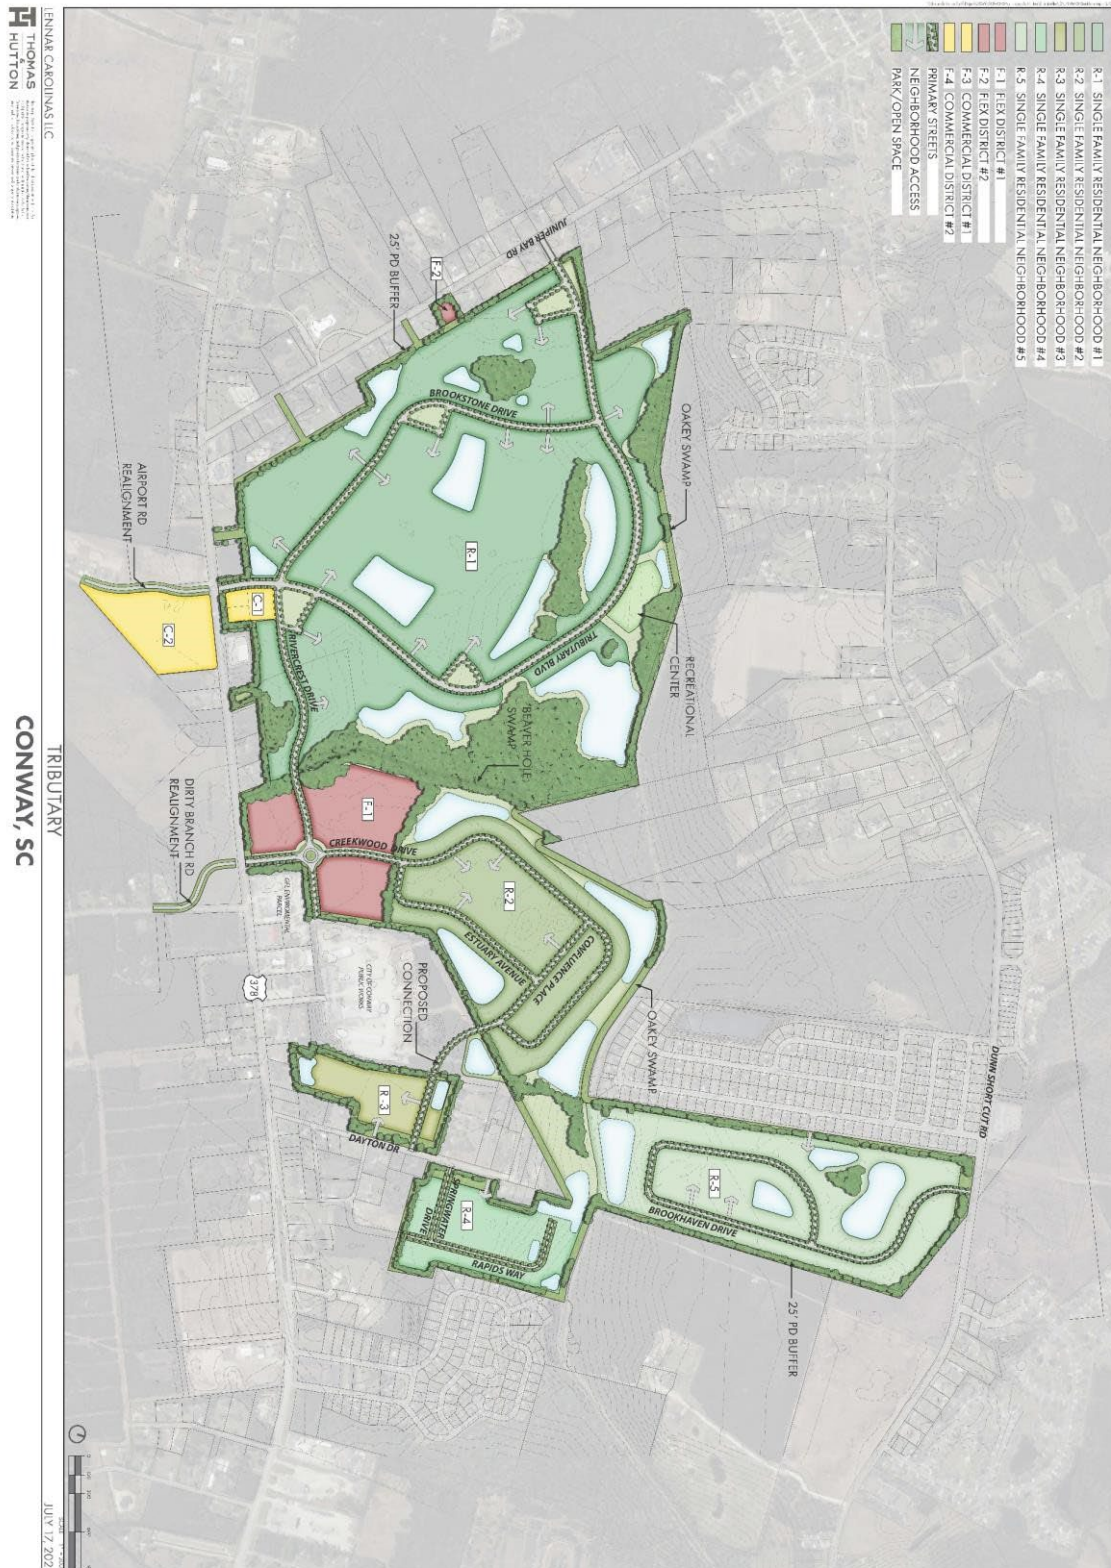 R-1 SINGLE FAMILY RESIDENTIAL NEIGHBORHOOD #1
R-2 SINGLE FAMILY RESIDENTIAL NEIGHBORHOOD #2
R-3 SINGLE FAMILY RESIDENTIAL NEIGHBORHOOD #3
R-4 SINGLE FAMILY RESIDENTIAL NEIGHBORHOOD #4
R-5 SINGLE FAMILY RESIDENTIAL NEIGHBORHOOD #5
F-1 FLEX DISTRICT #1
F-2 FLEX DISTRICT #2
F-3 COMMERCIAL DISTRICT #1
F-4 COMMERCIAL DISTRICT #2
PRIMARY STREETS
NEIGHBORHOOD ACCESS
PARK/OPEN SPACE
JUNIPER BAY RD
F-2
25' PD BUFFER
BROOKSTONE DRIVE
OAKEY SWAMP
R-1
AIRPORT RD
REALIGNMENT
C-1
C-2
RIVERCREST DRIVE
TRIBUTARY BLVD
RECREATIONAL
CENTER
BEAVER HOLE
SWAMP
F-1
CREEKWOOD DRIVE
DIRTY BRANCH RD
REALIGNMENT
378
CITY OF CONWAY
PUBLIC WORKS
R-2
ESTUARY AVENUE
CONFLUENCE PLACE
PROPOSED
CONNECTION
OAKEY SWAMP
R-3
DAYTON DR
R-4
SPRINGWATER
DRIVE
RAPIDS WAY
R-5
BROOKHAVEN DRIVE
DUNN SHORT CUT RD
25' PD BUFFER
LENNAR CAROLINAS LLC
THOMAS
&
HUTTON
TRIBUTARY
CONWAY, SC
JULY 17, 202
SCALE